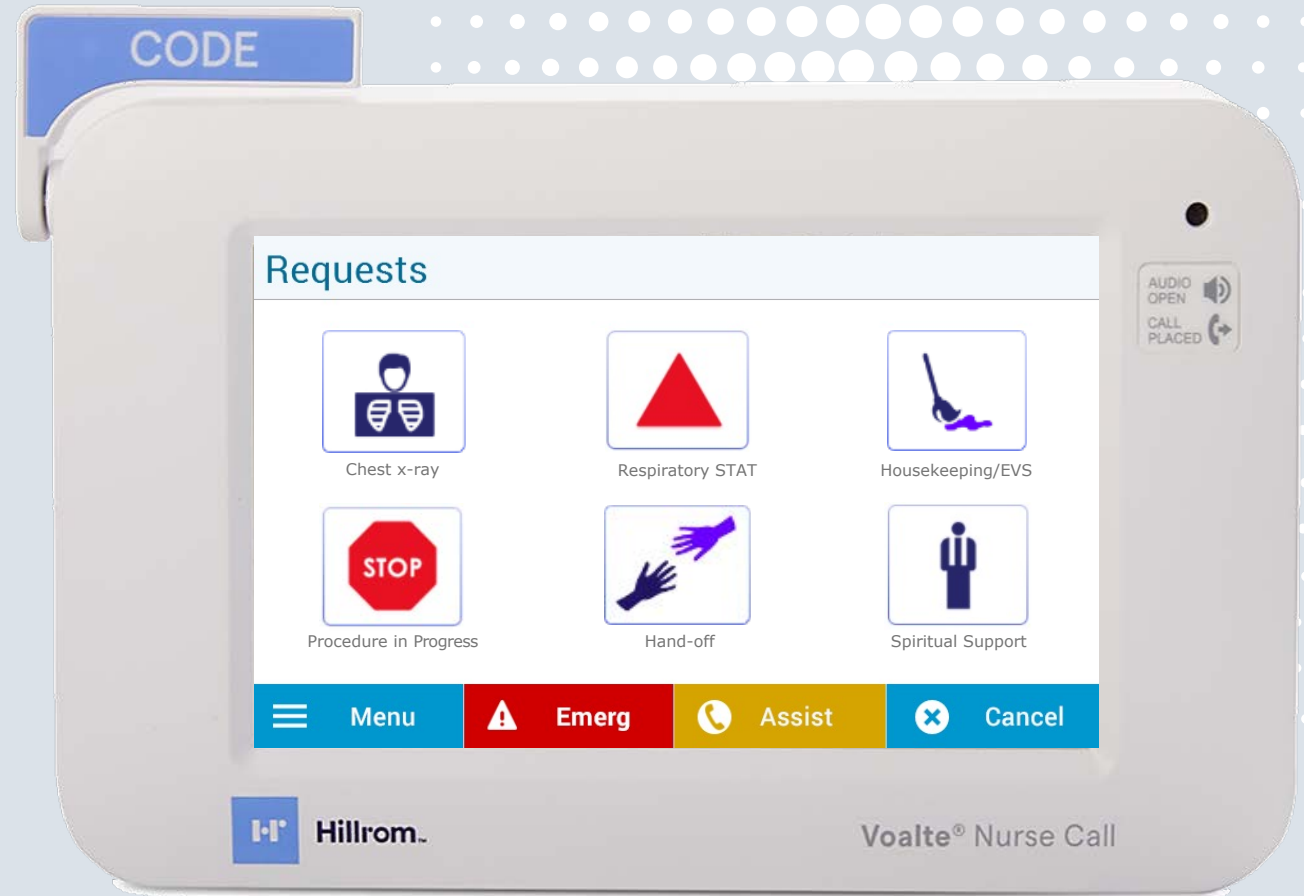 CODE
Requests
AUDIO
OPEN
CALL
PLACED
Chest x-ray
Respiratory STAT
Housekeeping/EVS
STOP
Procedure in Progress
Hand-off
Spiritual Support
Menu
Emerg
Assist
Cancel
Hillrom™
Voalte® Nurse Call